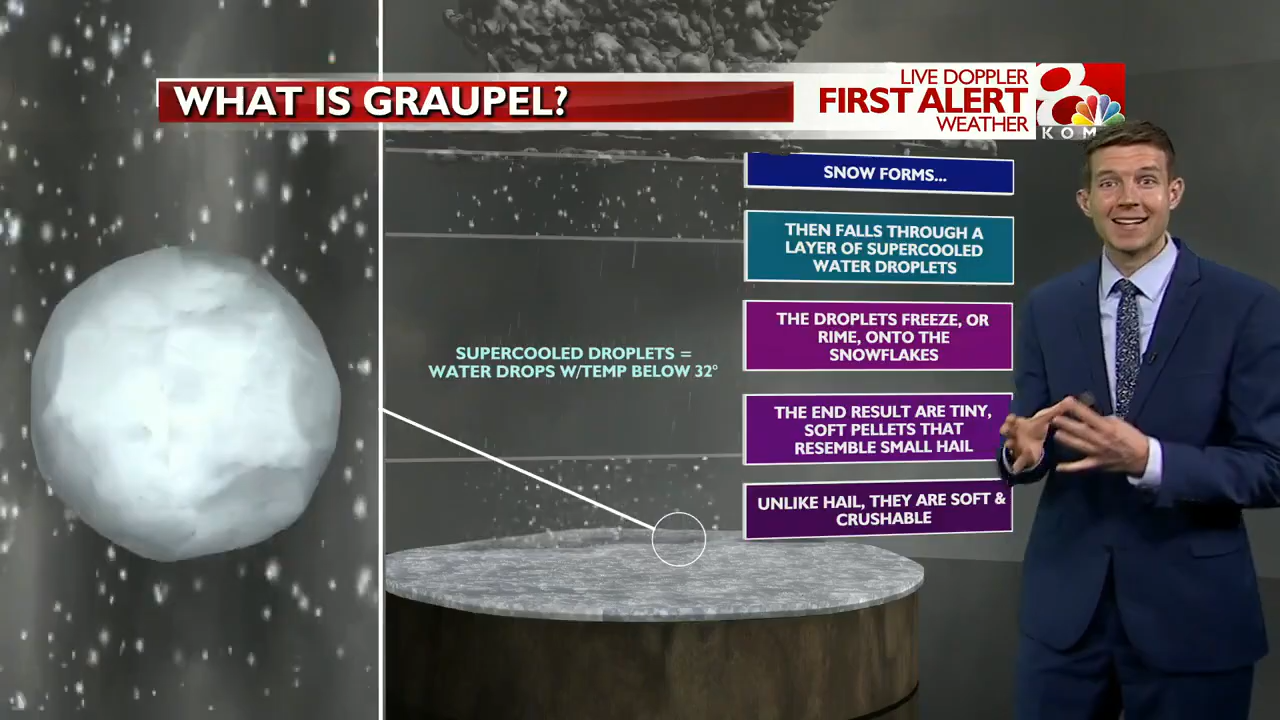 WHAT IS GRAUPEL?
LIVE DOPPLER
FIRST ALERT
WEATHER
8
SNOW FORMS...
THEN FALLS THROUGH A
LAYER OF SUPERCOOLED
WATER DROPLETS
THE DROPLETS FREEZE, OR
RIME, ONTO THE
SNOWFLAKES
SUPERCOOLED DROPLETS =
WATER DROPS W/TEMP BELOW 32°
THE END RESULT ARE TINY,
SOFT PELLETS THAT
RESEMBLE SMALL HAIL
UNLIKE HAIL, THEY ARE SOFT &
CRUSHABLE